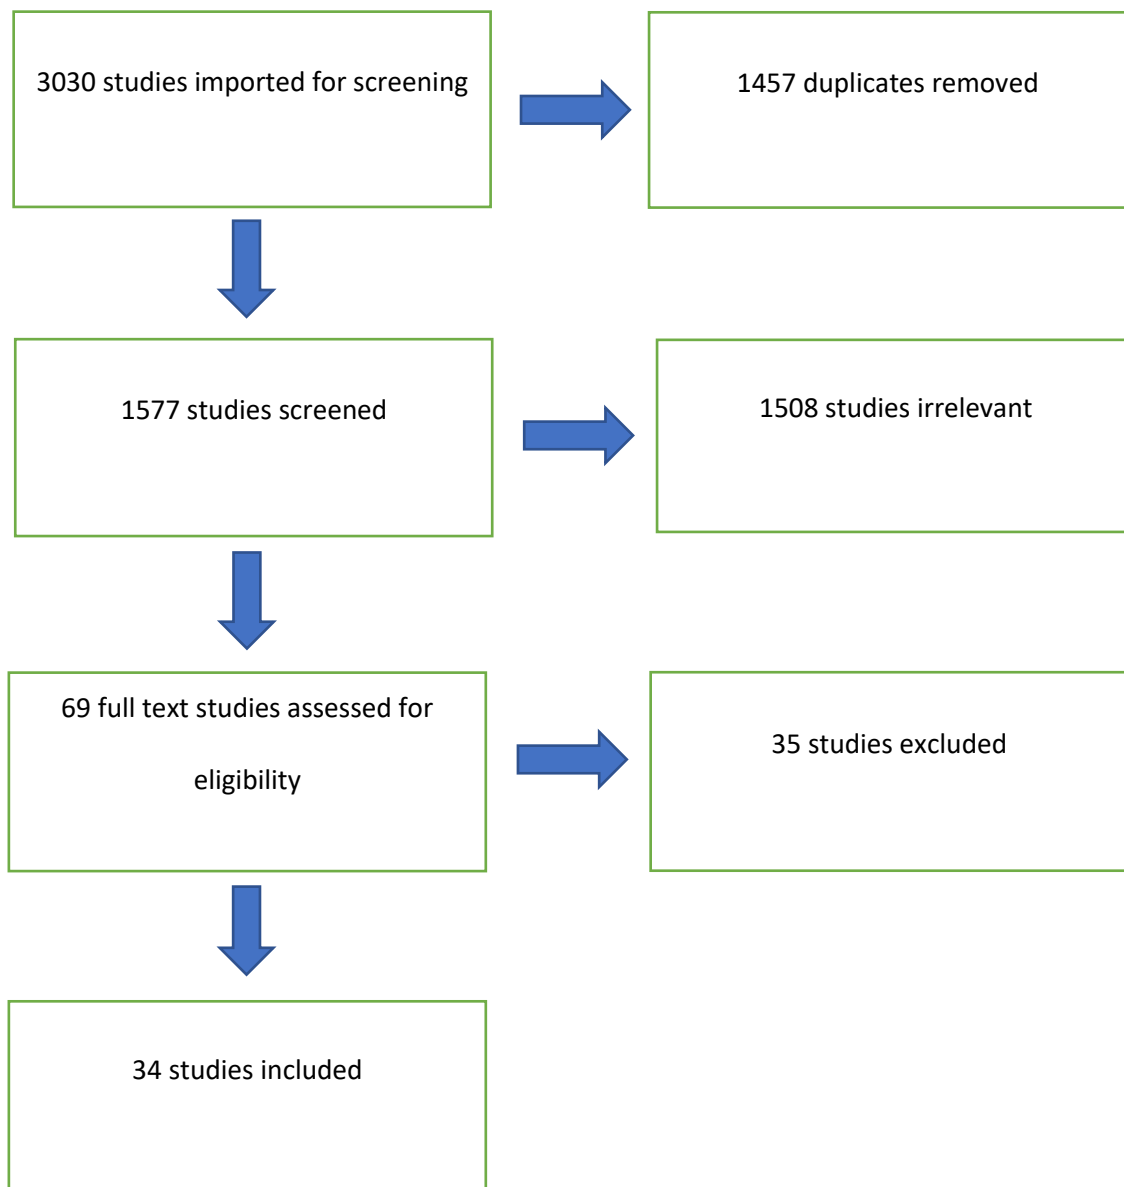 3030 studies imported for screening
1457 duplicates removed
1577 studies screened
1508 studies irrelevant
69 full text studies assessed for
eligibility
35 studies excluded
34 studies included